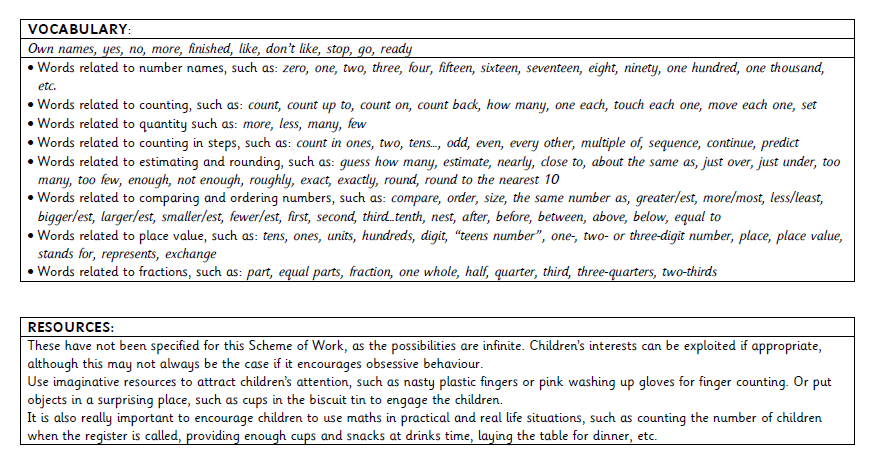 VOCABULARY:
Own names, yes, no, more, finished, like, don't like, stop, go, ready
• Words related to number names, such as: zero, one, two, three, four, fifteen, sixteen, seventeen, eight, ninety, one hundred, one thousand,
etc.
• Words related to counting, such as: count, count up to, count on, count back, how many, one each, touch each one, move each one, set
• Words related to quantity such as: more, less, many, few
• Words related to counting in steps, such as: count in ones, two, tens..., odd, even, every other, multiple of, sequence, continue, predict
• Words related to estimating and rounding, such as: guess how many, estimate, nearly, close to, about the same as, just over, just under, too
many, too few, enough, not enough, roughly, exact, exactly, round, round to the nearest 10
• Words related to comparing and ordering numbers, such as: compare, order, size, the same number as, greater/est, more/most, less/least,
bigger/est, larger/est, smaller/est, fewer/est, first, second, third..tenth, nest, after, before, between, above, below, equal to
• Words related to place value, such as: tens, ones, units, hundreds, digit, "teens number", one-, two- or three-digit number, place, place value,
stands for, represents, exchange
• Words related to fractions, such as: part, equal parts, fraction, one whole, half, quarter, third, three-quarters, two-thirds
RESOURCES:
These have not been specified for this Scheme of Work, as the possibilities are infinite. Children's interests can be exploited if appropriate,
although this may not always be the case if it encourages obsessive behaviour.
Use imaginative resources to attract children's attention, such as nasty plastic fingers or pink washing up gloves for finger counting. Or put
objects in a surprising place, such as cups in the biscuit tin to engage the children.
It is also really important to encourage children to use maths in practical and real life situations, such as counting the number of children
when the register is called, providing enough cups and snacks at drinks time, laying the table for dinner, etc.